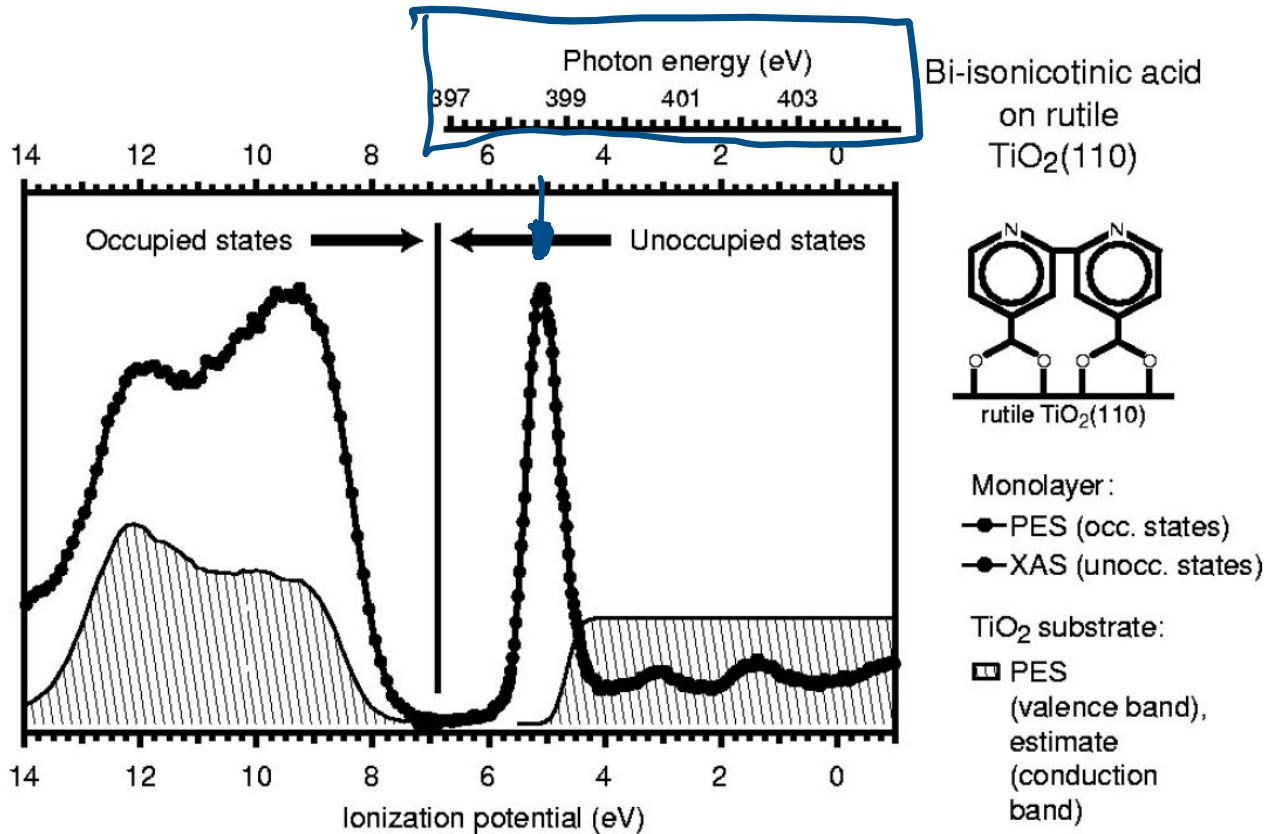 Photon energy (eV)
397 399 401 403
14 12 10 8 6 4 2 0
Occupied states
Unoccupied states
14 12 10 8 6 4 2 0
Ionization potential (eV)
Bi-isonicotinic acid
on rutile
TiO2(110)
N N
O O O O
rutile TiO2(110)
Monolayer:
PES (occ. states)
XAS (unocc. states)
TiO2 substrate:
PES
(valence band),
estimate
(conduction
band)